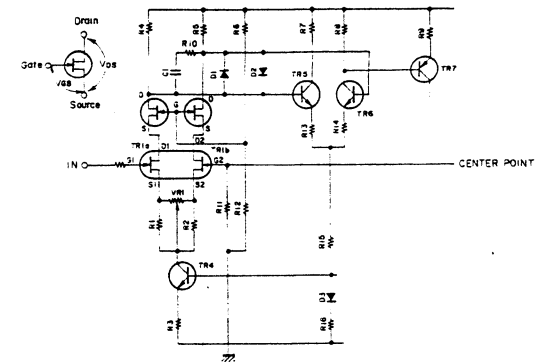 Drain
Gate
VDS
VGS
Source
R4
R5
R6
R7
R8
R9
R10
C1
D1
D2
TR5
TR6
TR7
D
G
D
S
S
R13
R14
TR1a
D1
D2
TR1b
IN
G1
G2
CENTER POINT
S1
S2
VR1
R1
R2
R11
R12
R15
TR4
D3
R3
R16